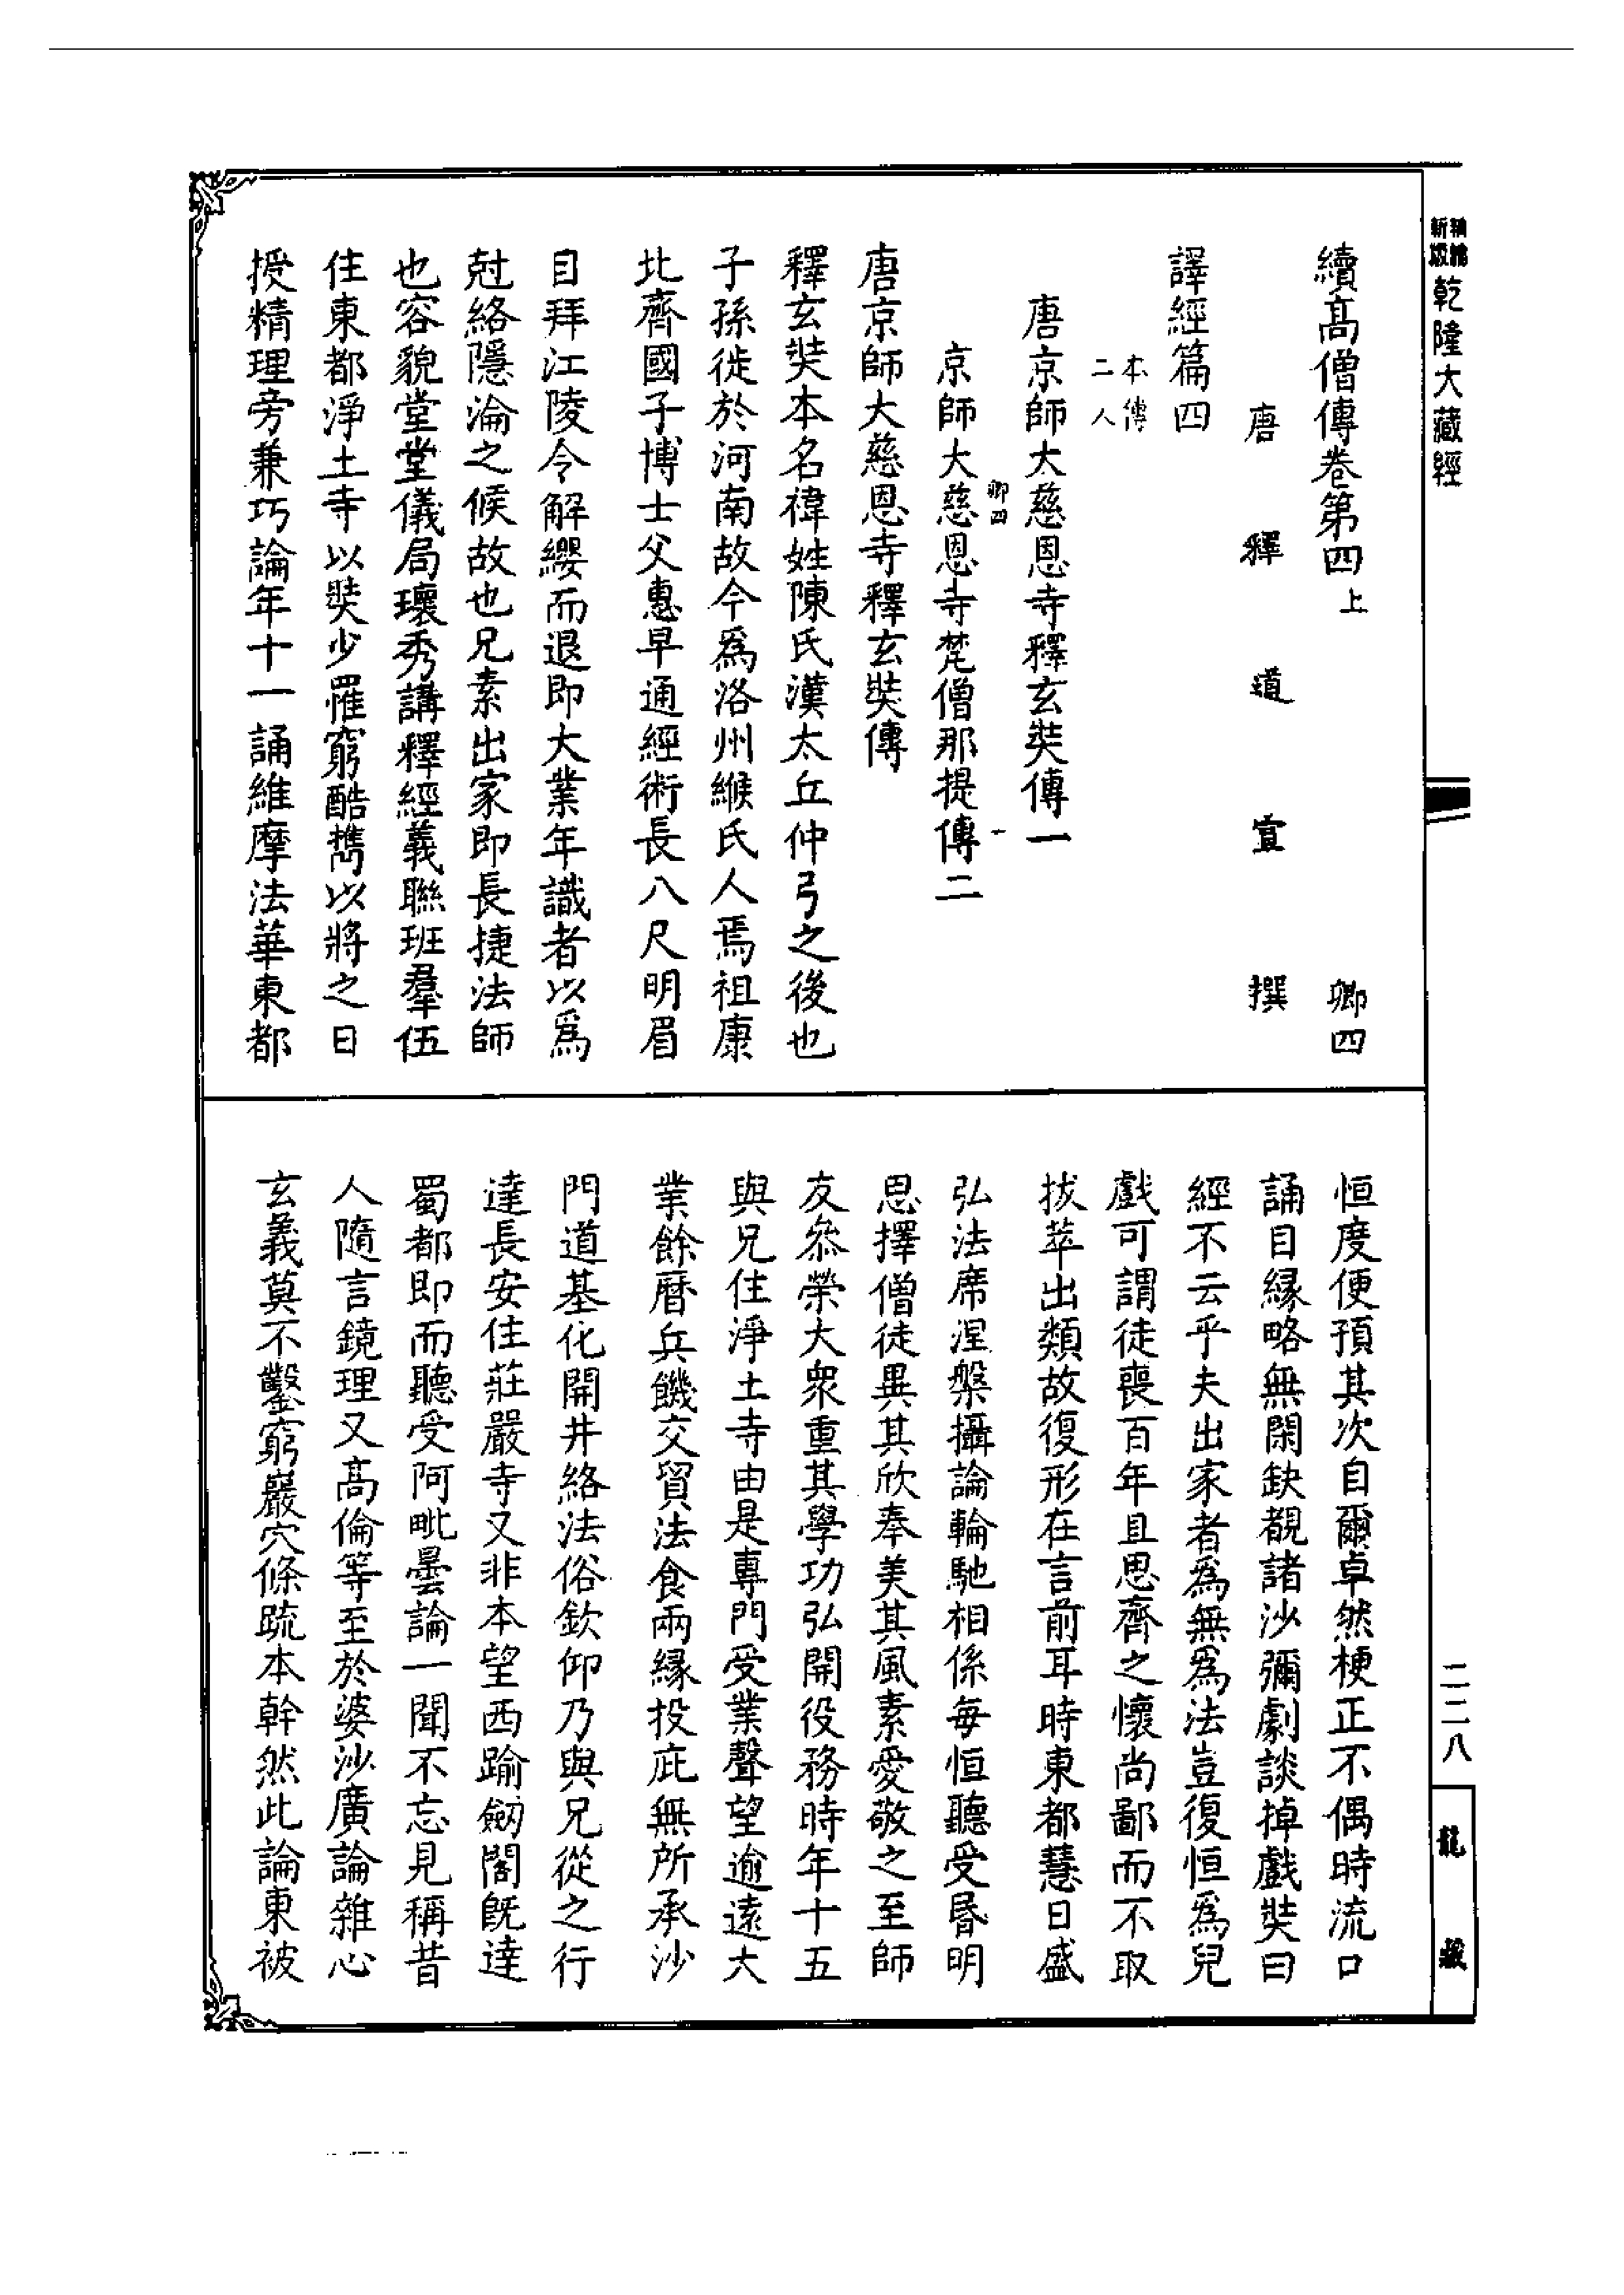 新編
縮版
乾隆大藏經
續高僧傳卷第四上 卿四
唐釋道宣撰
譯經篇四
本傳
二人
唐京師大慈恩寺釋玄奘傳一
卿四 一
京師大慈恩寺梵僧那提傳二
唐京師大慈恩寺釋玄奘傳
釋玄奘本名禕姓陳氏漢太丘仲弓之後也
子孫徙於河南故今爲洛州緱氏人焉祖康
北齊國子博士父惠早通經術長八尺明眉
目拜江陵令解纓而退即大業年識者以爲
尅終隱淪之候故也兄素出家即長捷法師
也容貌堂堂儀局瓌秀講釋經義聯班羣伍
住東都淨土寺以奘少罹窮酷攜以將之日
授精理旁兼巧論年十一誦維摩法華東都
恒度便預其次自爾卓然梗正不偶時流口
誦目緣略無閑缺覩諸沙彌劇談掉戲奘曰
經不云乎夫出家者為無爲法豈復恒爲兒
戲可謂徒喪百年且思齊之懷尚鄙而不取
拔萃出類故復形在言前耳時東都慧日盛
弘法席涅槃攝論輪馳相係每恒聽受昏明
思擇僧徒異其欣奉美其風素愛敬之至師
友叅榮大衆重其學功弘開役務時年十五
與兄住淨土寺由是專門受業聲望逾遠大
業餘曆兵饑交貿法食兩緣投庇無所承沙
門道基化開井絡法俗欽仰乃與兄從之行
達長安住莊嚴寺又非本望西踰劒閣旣達
蜀都即而聽受阿毗曇論一聞不忘見稱昔
人隨言鏡理又高倫等至於婆沙廣論雜心
玄義莫不鑿窮巖穴條疏本幹然此論東被
二二八
龍藏